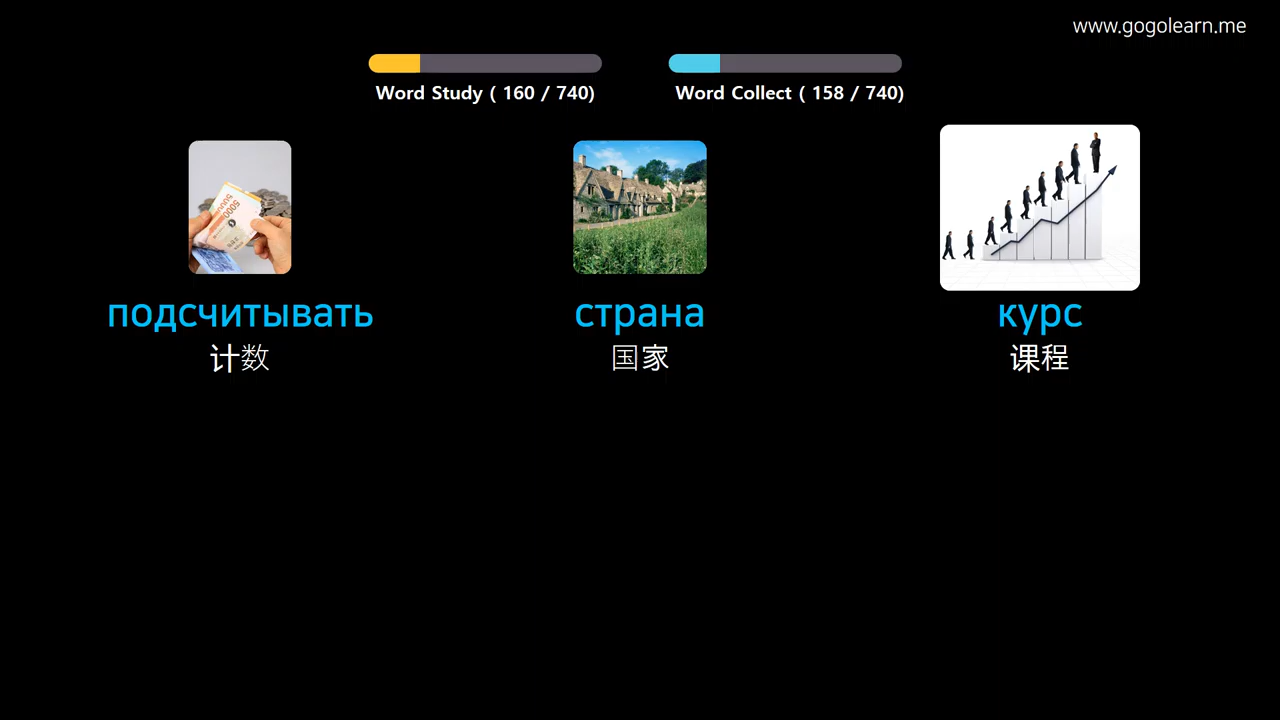 www.gogolearn.me
Word Study ( 160 / 740)
Word Collect ( 158 / 740)
подсчитывать
страна
курс
计数
国家
课程